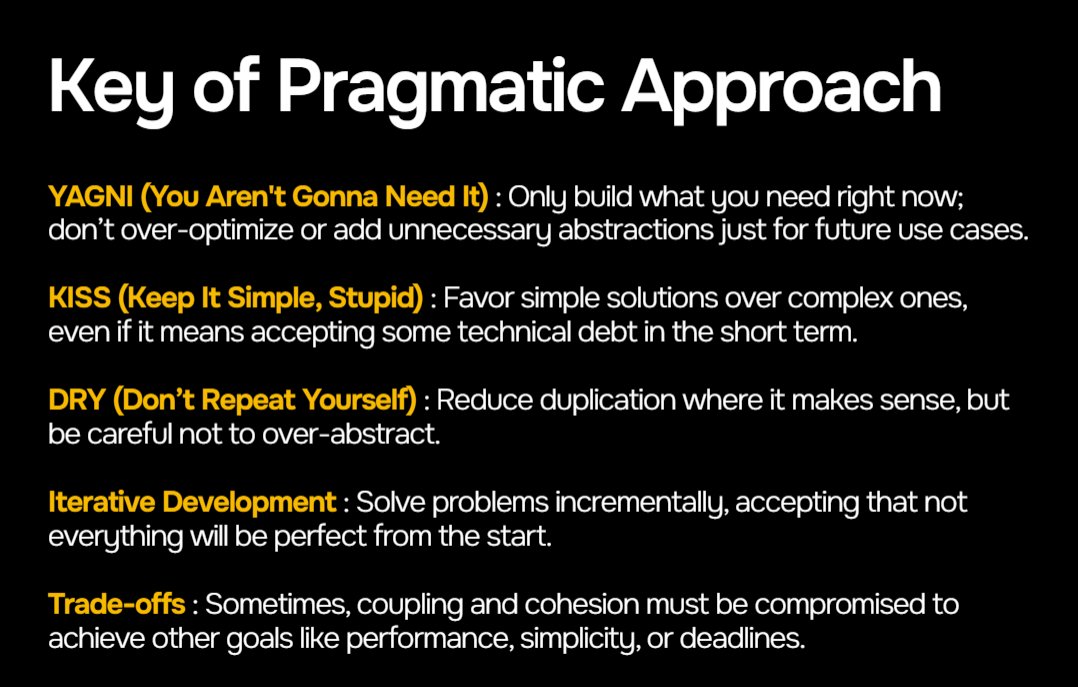 Key of Pragmatic Approach
YAGNI (You Aren't Gonna Need It) : Only build what you need right now;
don’t over-optimize or add unnecessary abstractions just for future use cases.
KISS (Keep It Simple, Stupid) : Favor simple solutions over complex ones,
even if it means accepting some technical debt in the short term.
DRY (Don’t Repeat Yourself) : Reduce duplication where it makes sense, but
be careful not to over-abstract.
Iterative Development : Solve problems incrementally, accepting that not
everything will be perfect from the start.
Trade-offs : Sometimes, coupling and cohesion must be compromised to
achieve other goals like performance, simplicity, or deadlines.